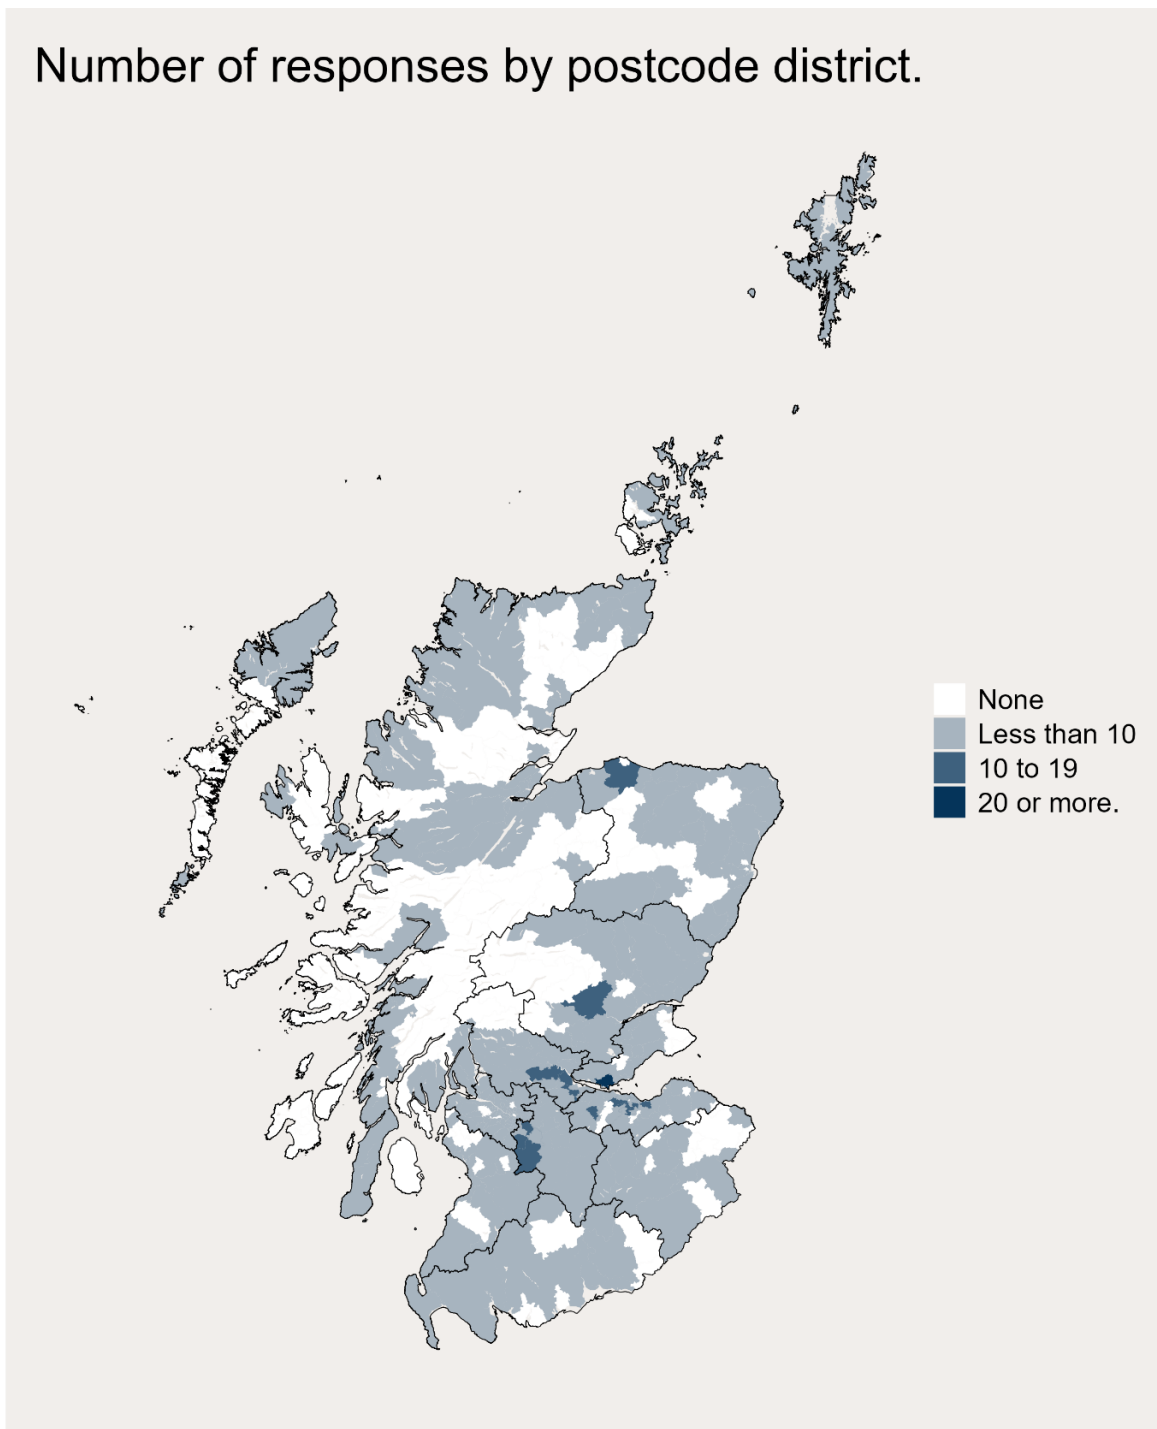 Number of responses by postcode district.
None
Less than 10
10 to 19
20 or more.